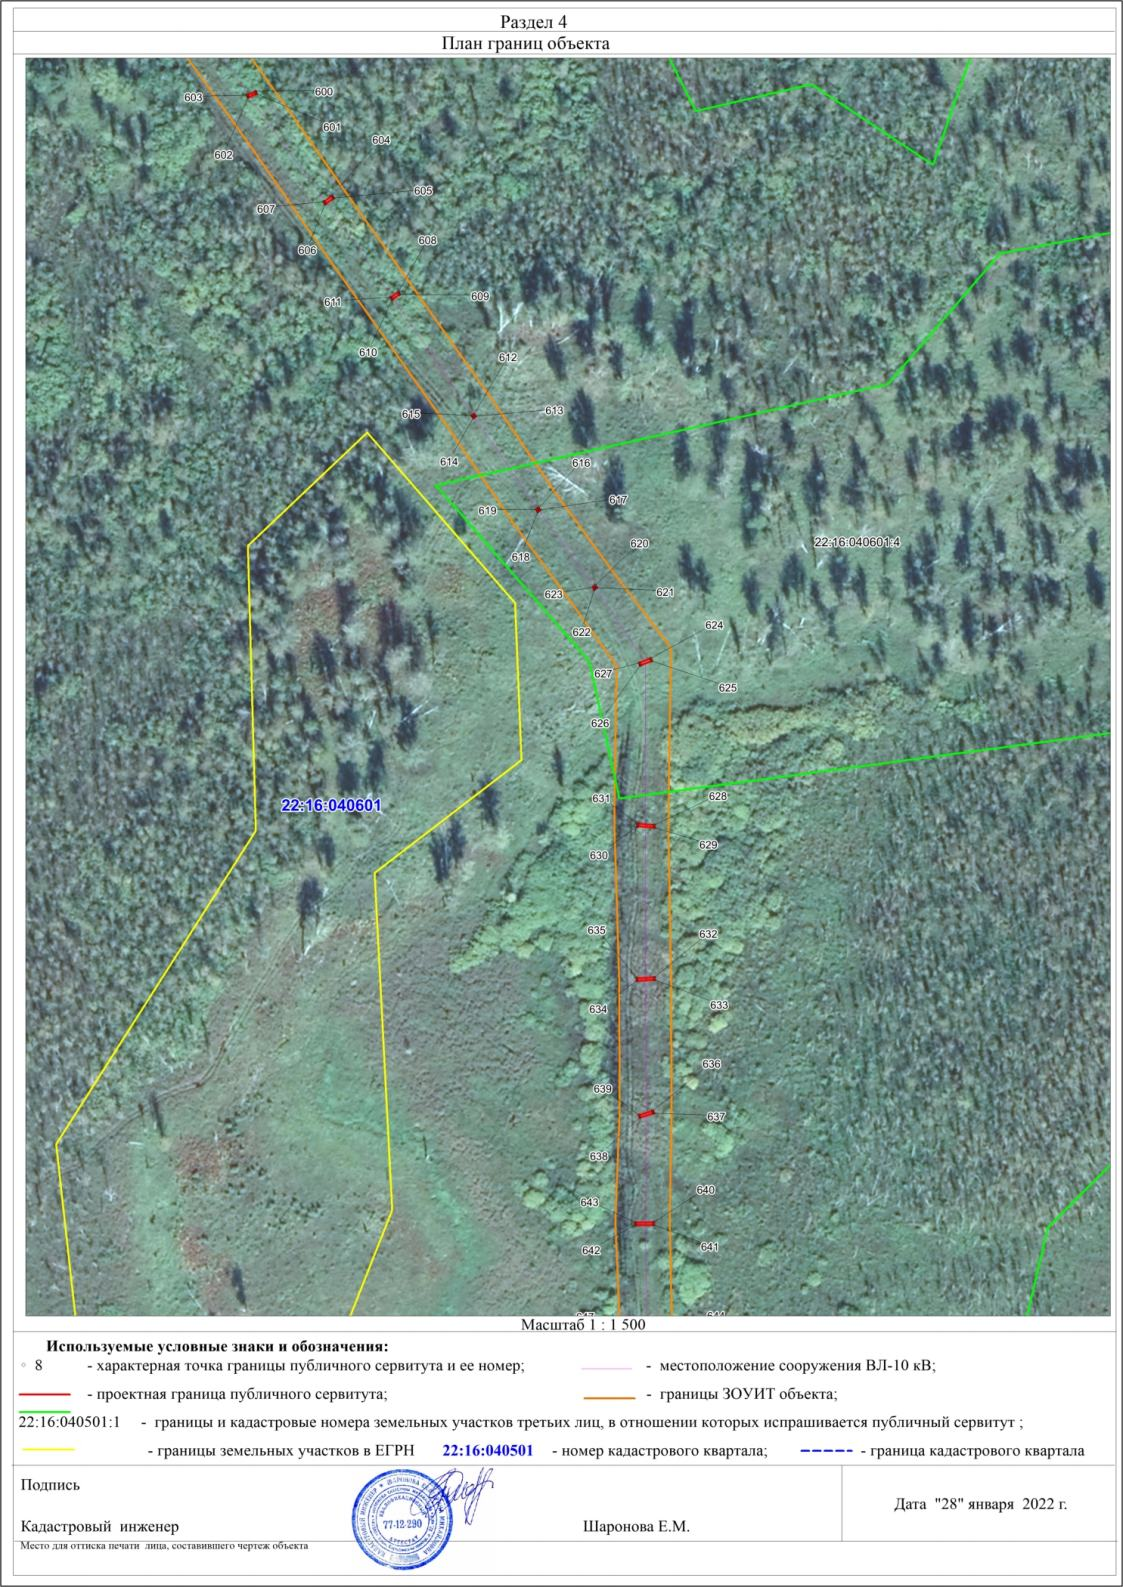 Раздел 4
План границ объекта
603
600
601
604
602
605
607
606
608
611
609
610
612
615
613
614
616
617
619
618
620
22:16:040601:4
623
621
622
624
627
625
626
631
628
22:16:040601
629
630
635
632
634
633
636
639
637
638
640
643
641
642
Масштаб 1 : 1 500
Используемые условные знаки и обозначения:
8 - характерная точка границы публичного сервитута и ее номер;
- местоположение сооружения ВЛ-10 кВ;
- проектная граница публичного сервитута;
- границы ЗОУИТ объекта;
22:16:040501:1 - границы и кадастровые номера земельных участков третьих лиц, в отношении которых испрашивается публичный сервитут ;
- границы земельных участков в ЕГРН
22:16:040501 - номер кадастрового квартала;
- граница кадастрового квартала
Подпись
Дата "28" января 2022 г.
77-12-290
Кадастровый инженер
Шаронова Е.М.
Место для оттиска печати лица, составившего чертеж объекта